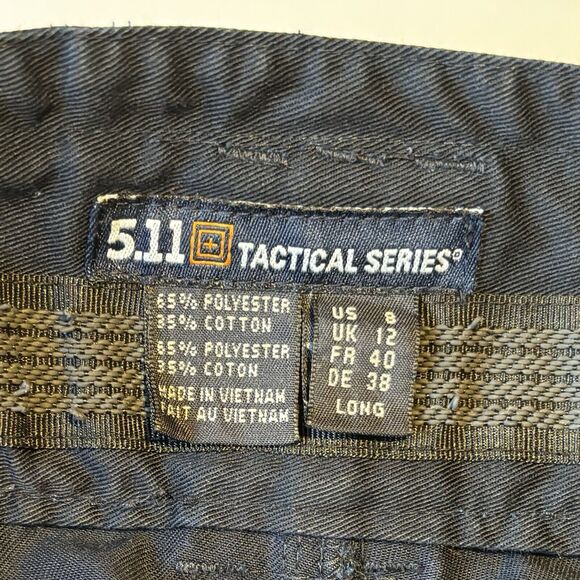 5.11 TACTICAL SERIES®
65% POLYESTER
35% COTTON
65% POLYESTER
35% COTON
MADE IN VIETNAM
FAIT AU VIETNAM
US 8
UK 12
FR 40
DE 38
LONG